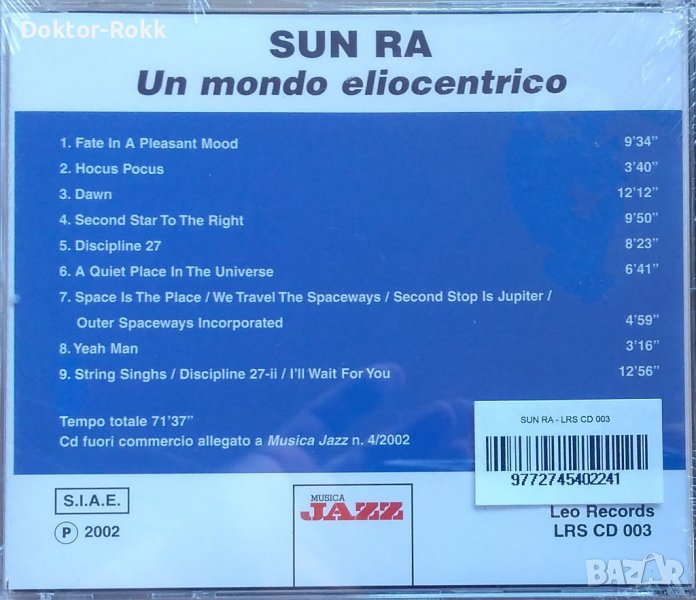 Doktor-Rokk
SUN RA
Un mondo eliocentrico
1. Fate In A Pleasant Mood 9'34"
2. Hocus Pocus 3'40"
3. Dawn 12'12"
4. Second Star To The Right 9'50"
5. Discipline 27 8'23"
6. A Quiet Place In The Universe 6'41"
7. Space Is The Place / We Travel The Spaceways / Second Stop Is Jupiter /
Outer Spaceways Incorporated 4'59"
8. Yeah Man 3'16"
9. String Singhs / Discipline 27-ii / I'll Wait For You 12'56"
Tempo totale 71'37"
Cd fuori commercio allegato a Musica Jazz n. 4/2002
SUN RA - LRS CD 003
9772745402241
S.I.A.E.
P 2002
MUSICA
JAZZ
Leo Records
LRS CD 003
BAZAR